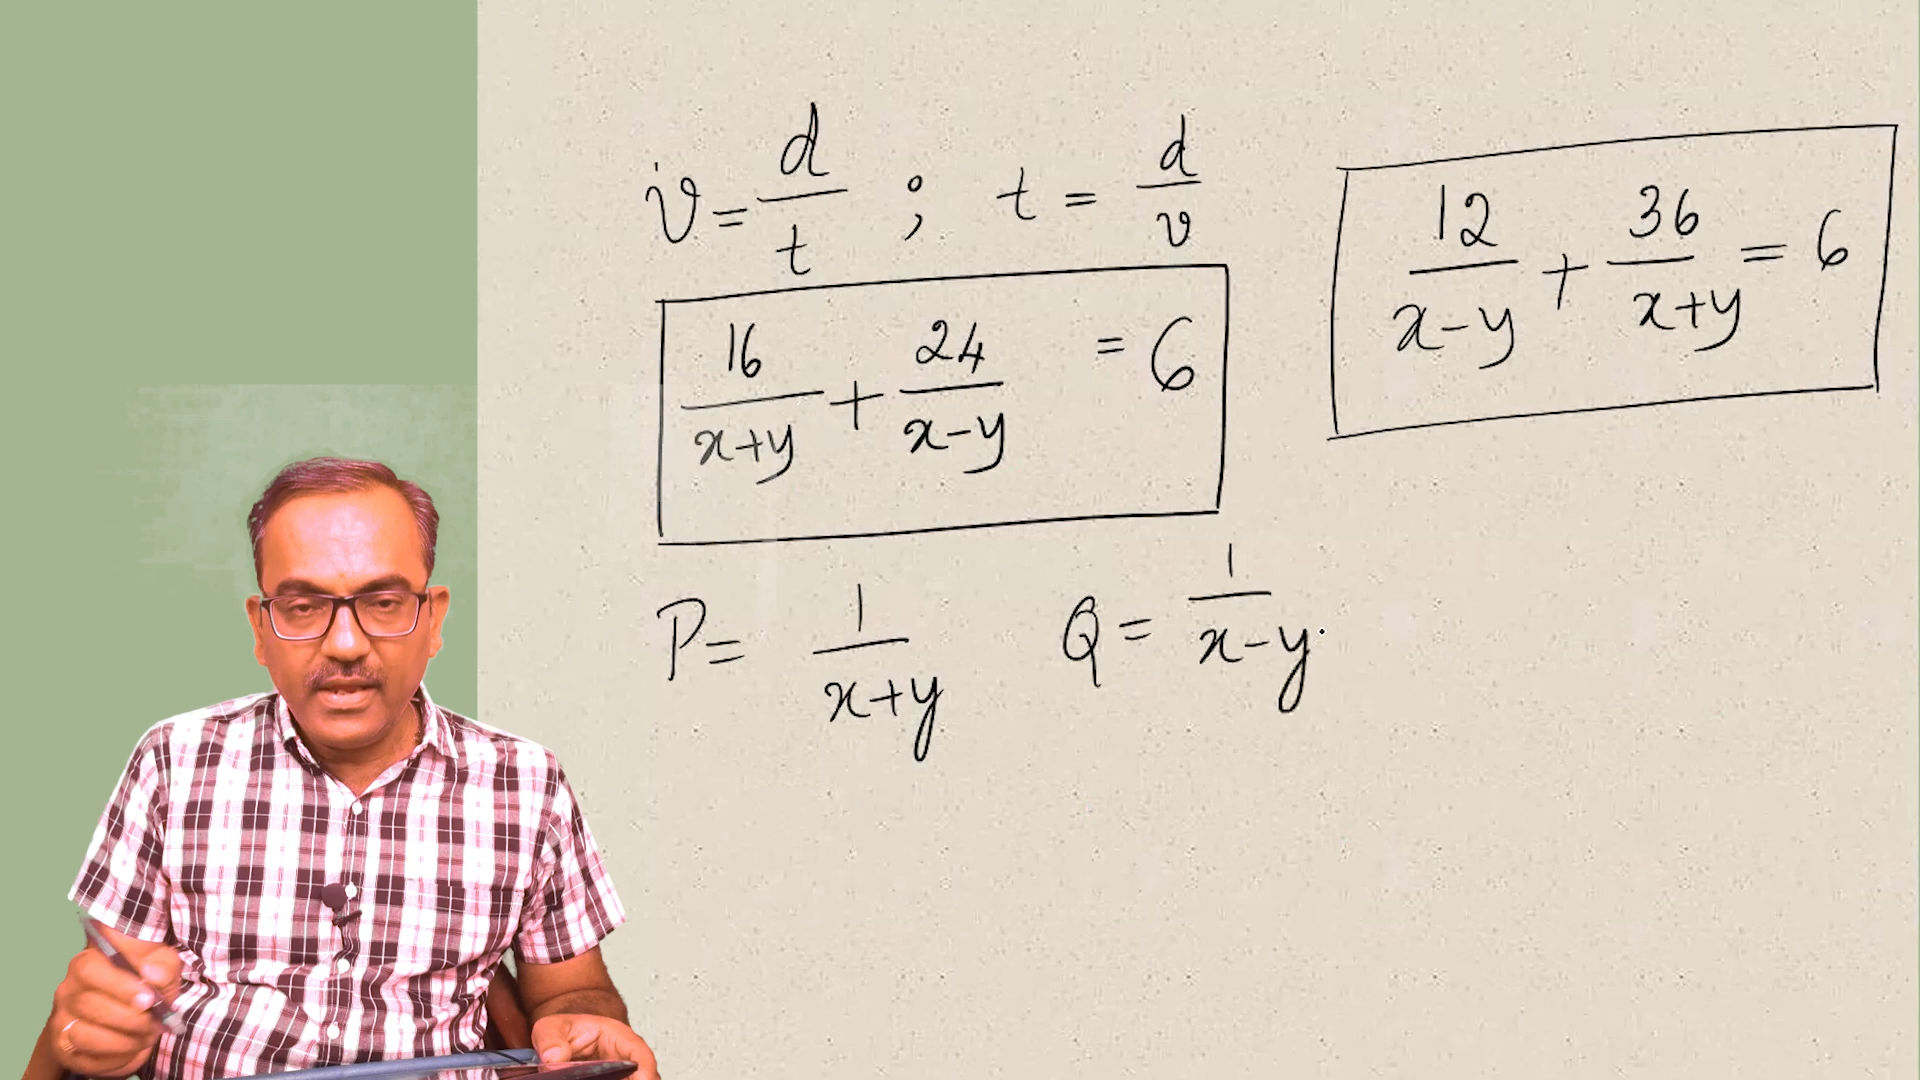 v = d/t ; t = d/v
16/(x+y) + 24/(x-y) = 6
12/(x-y) + 36/(x+y) = 6
P = 1/(x+y) Q = 1/(x-y)